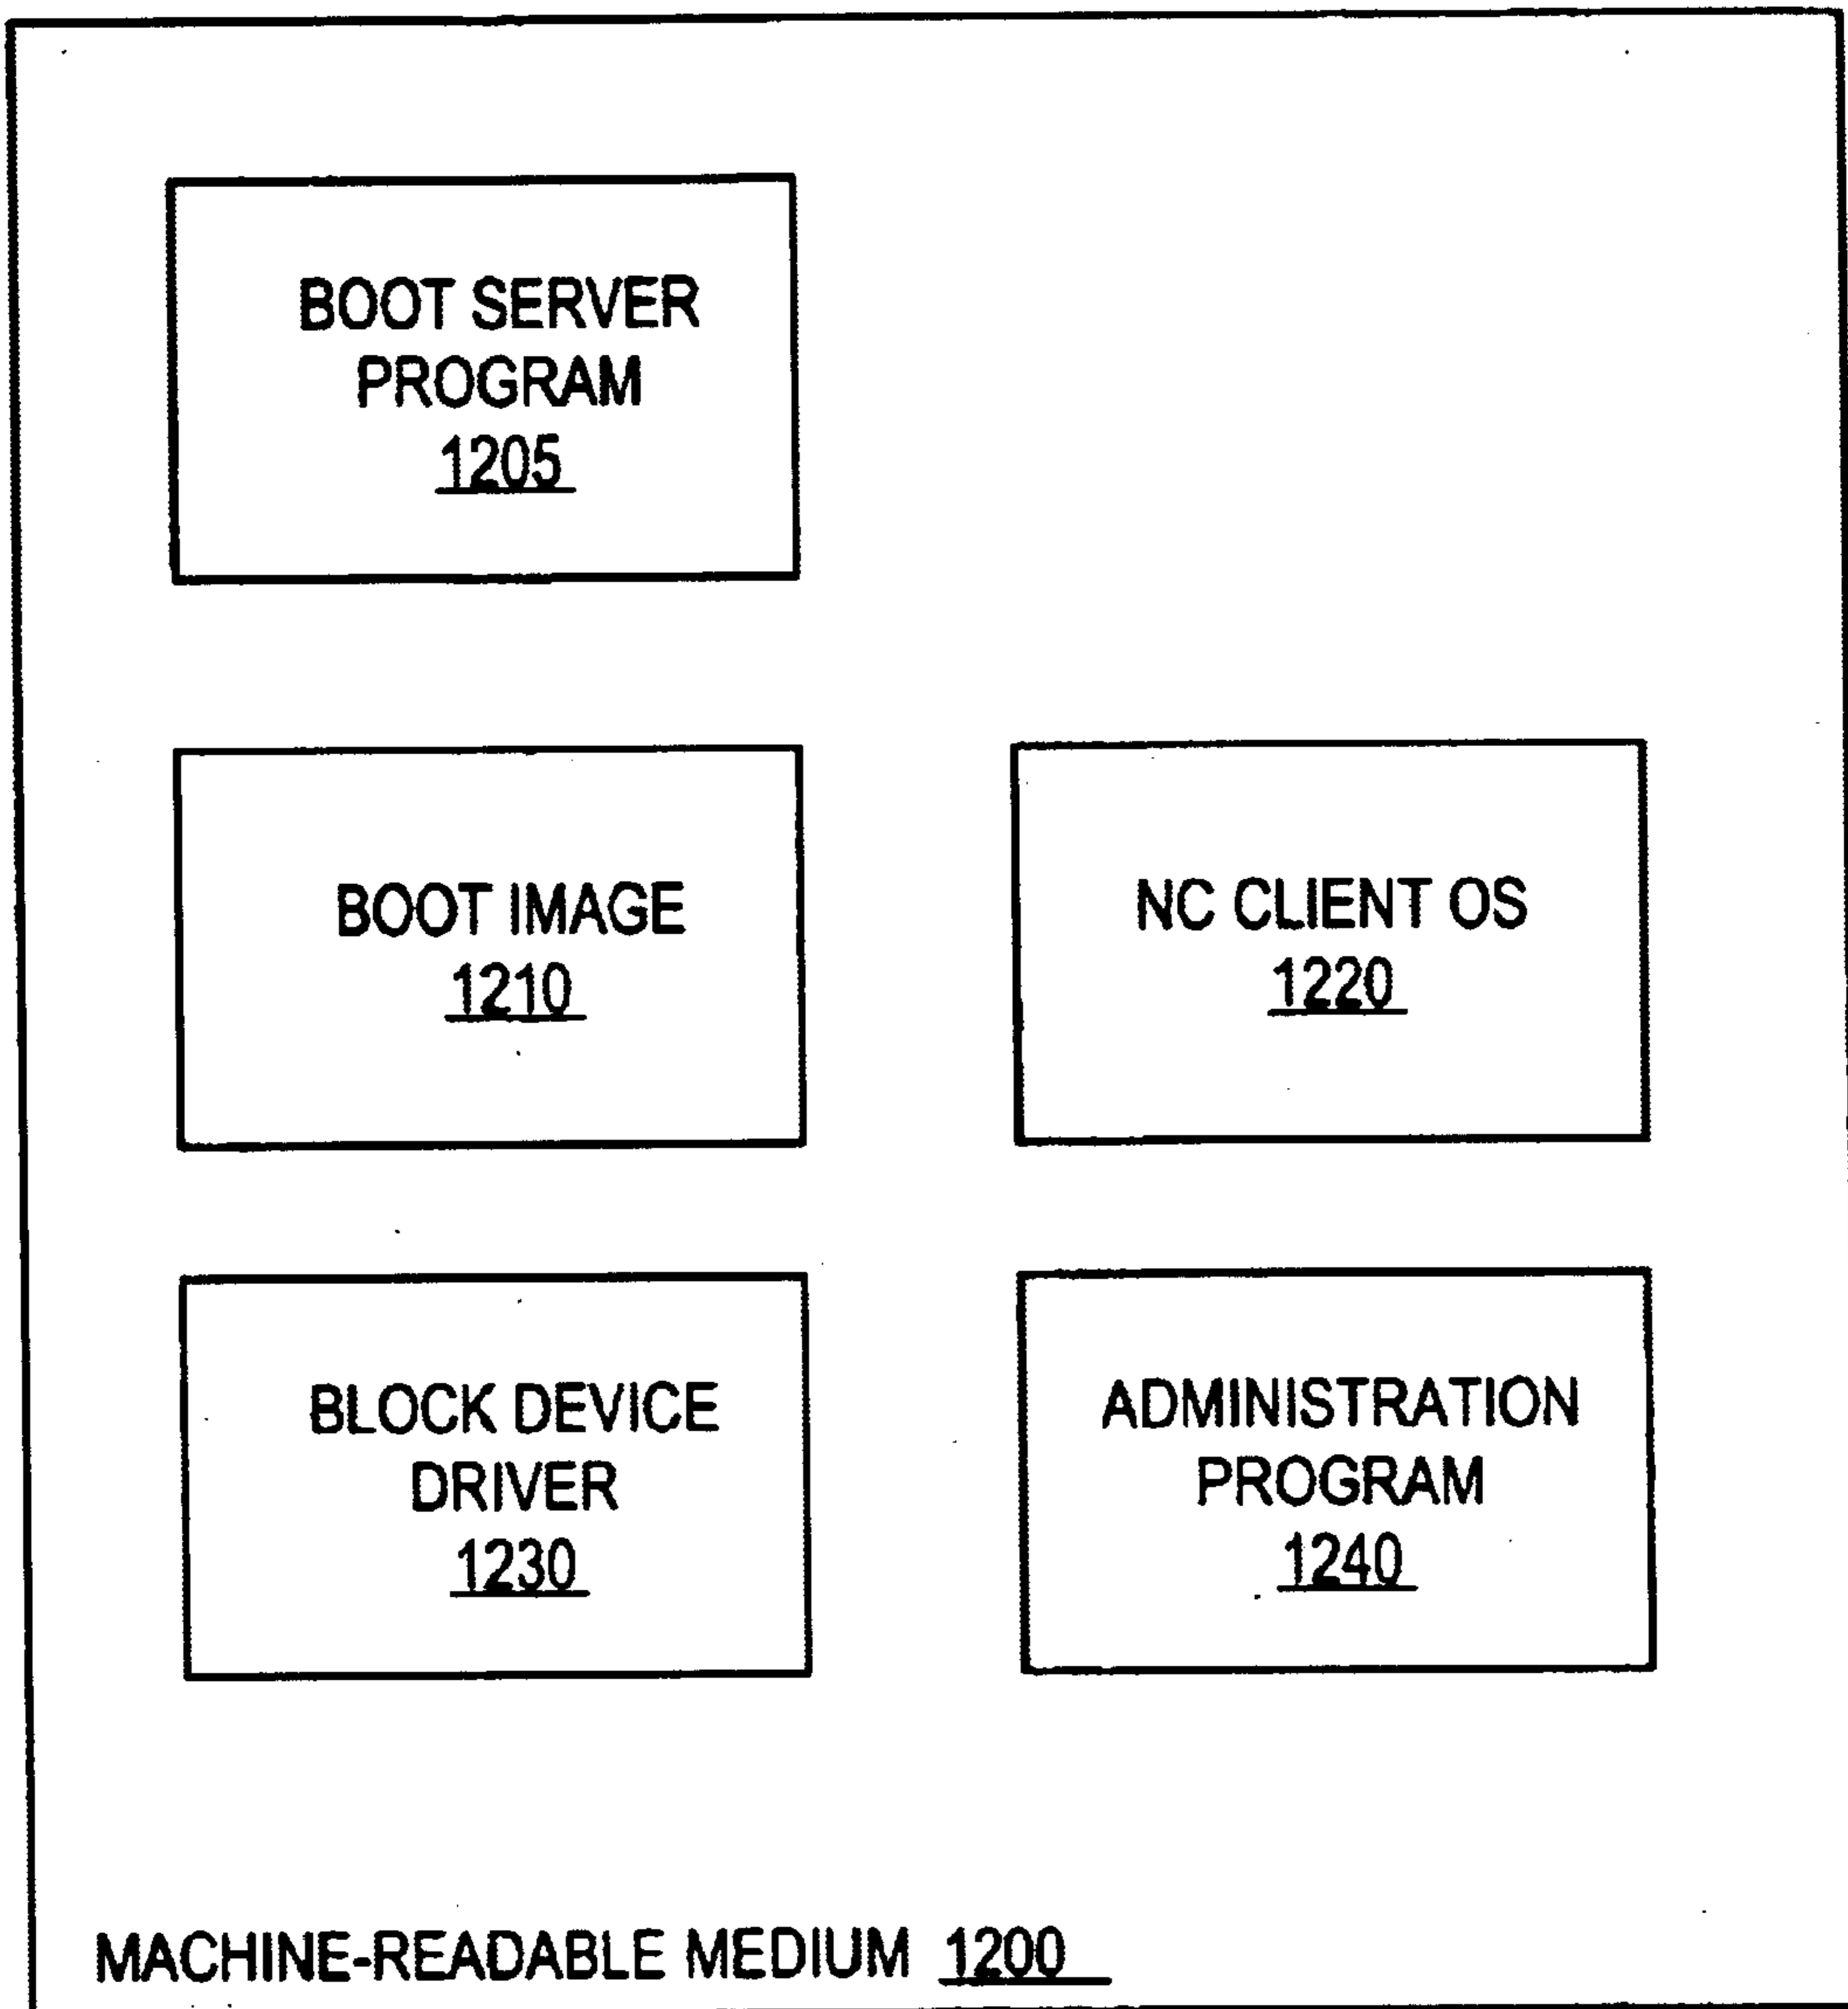 BOOT SERVER
PROGRAM
1205
BOOT IMAGE
1210
NC CLIENT OS
1220
BLOCK DEVICE
DRIVER
1230
ADMINISTRATION
PROGRAM
1240
MACHINE-READABLE MEDIUM 1200